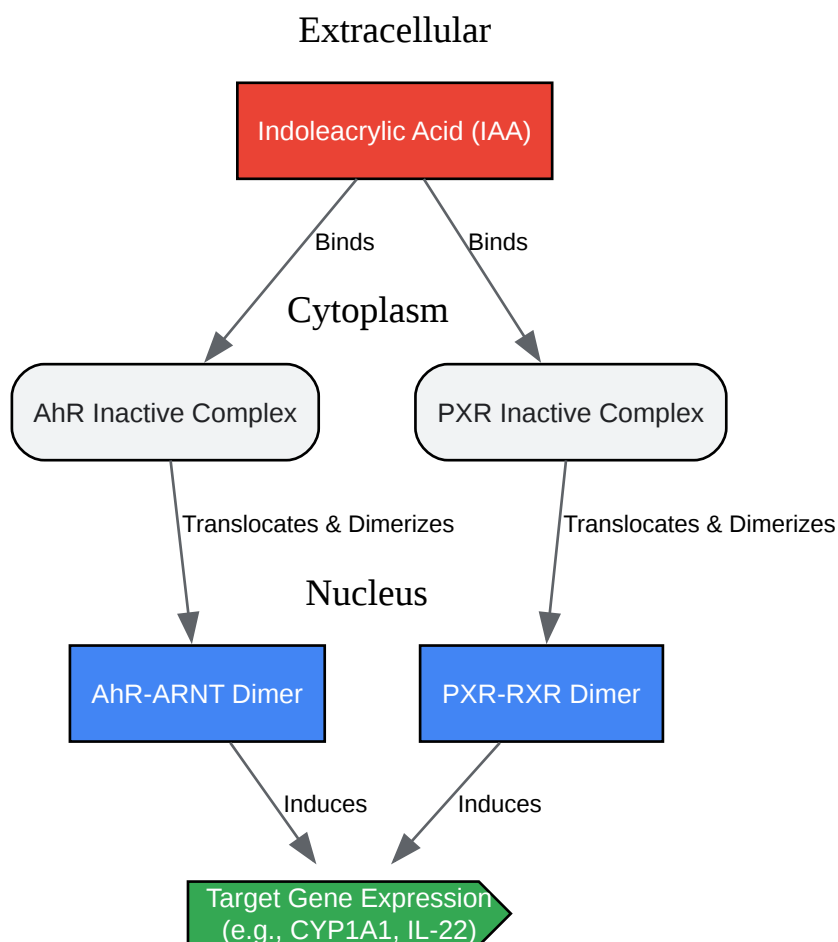 Extracellular
Indoleacrylic Acid (IAA)
Binds
Binds
Cytoplasm
AhR Inactive Complex
PXR Inactive Complex
Translocates & Dimerizes
Translocates & Dimerizes
Nucleus
AhR-ARNT Dimer
PXR-RXR Dimer
Induces
Induces
Target Gene Expression
(e.g., CYP1A1, IL-22)